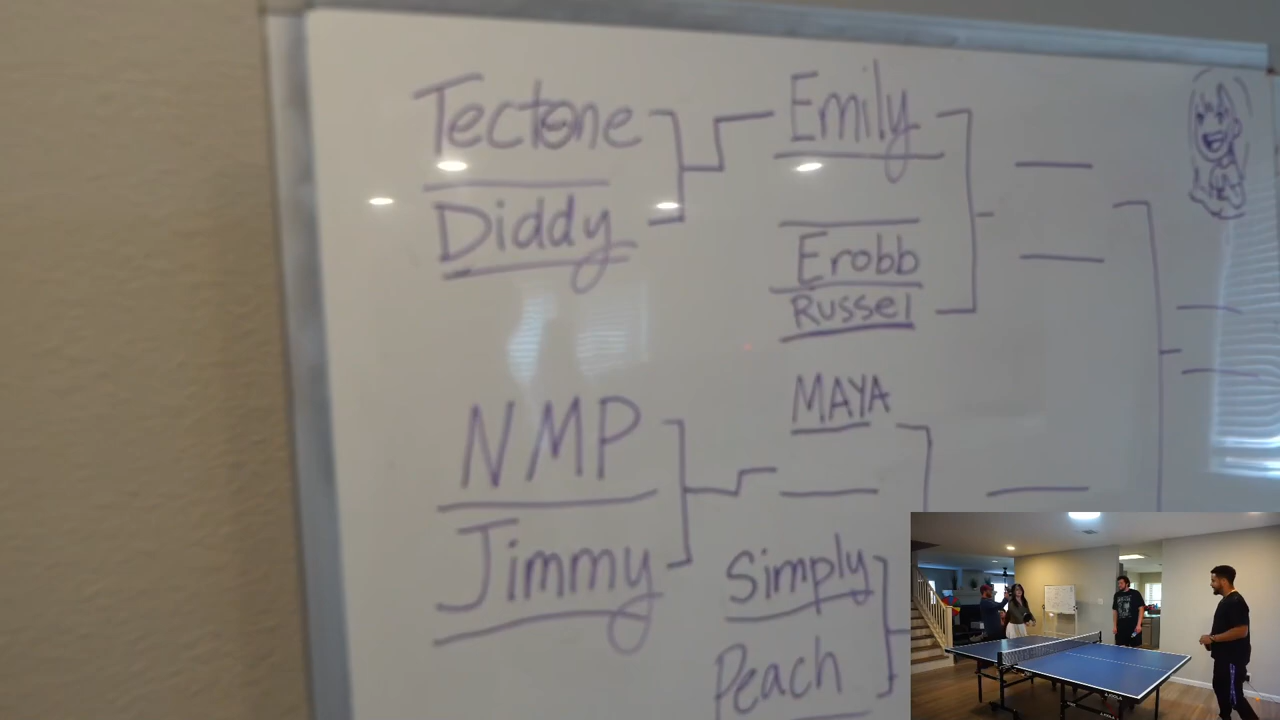 Tectone
Diddy
Emily
Erobb
Russel
NMP
Jimmy
MAYA
Simply
Peach